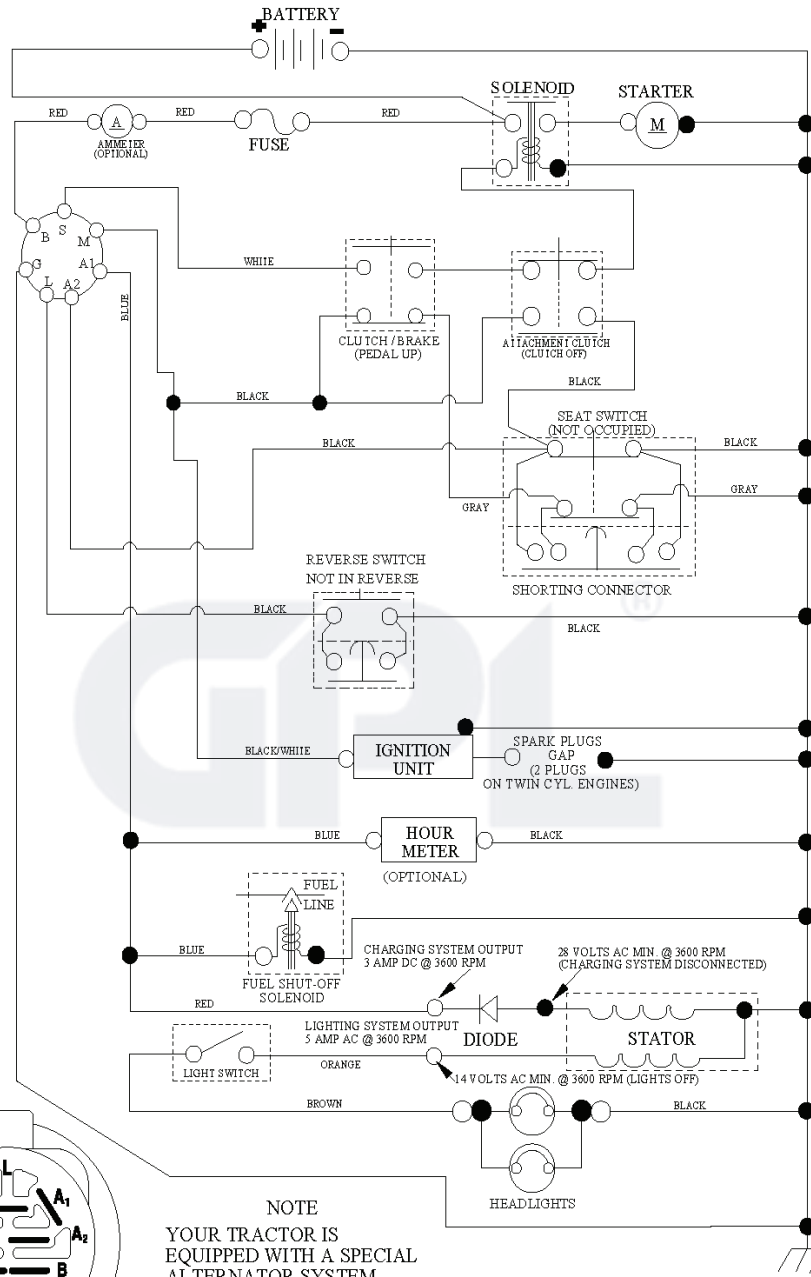 BATTERY
+ -
SOLENOID
STARTER
RED
RED
RED
A
M
AMMETER
(OPTIONAL)
FUSE
B
S
M
G
A1
L
A2
BLUE
WHITE
CLUTCH / BRAKE
(PEDAL UP)
ATTACHMENT CLUTCH
(CLUTCH OFF)
BLACK
BLACK
SEAT SWITCH
(NOT OCCUPIED)
BLACK
BLACK
GRAY
GRAY
SHORTING CONNECTOR
REVERSE SWITCH
NOT IN REVERSE
BLACK
BLACK
GPL®
BLACK/WHITE
IGNITION
UNIT
SPARK PLUGS
GAP
(2 PLUGS
ON TWIN CYL. ENGINES)
BLUE
HOUR
METER
BLACK
(OPTIONAL)
FUEL
LINE
BLUE
FUEL SHUT-OFF
SOLENOID
CHARGING SYSTEM OUTPUT
3 AMP DC @ 3600 RPM
28 VOLTS AC MIN. @ 3600 RPM
(CHARGING SYSTEM DISCONNECTED)
RED
LIGHTING SYSTEM OUTPUT
5 AMP AC @ 3600 RPM
DIODE
STATOR
LIGHT SWITCH
ORANGE
14 VOLTS AC MIN. @ 3600 RPM (LIGHTS OFF)
BROWN
BLACK
HEADLIGHTS
L
A1
A2
B
NOTE
YOUR TRACTOR IS
EQUIPPED WITH A SPECIAL
ALTERNATOR SYSTEM